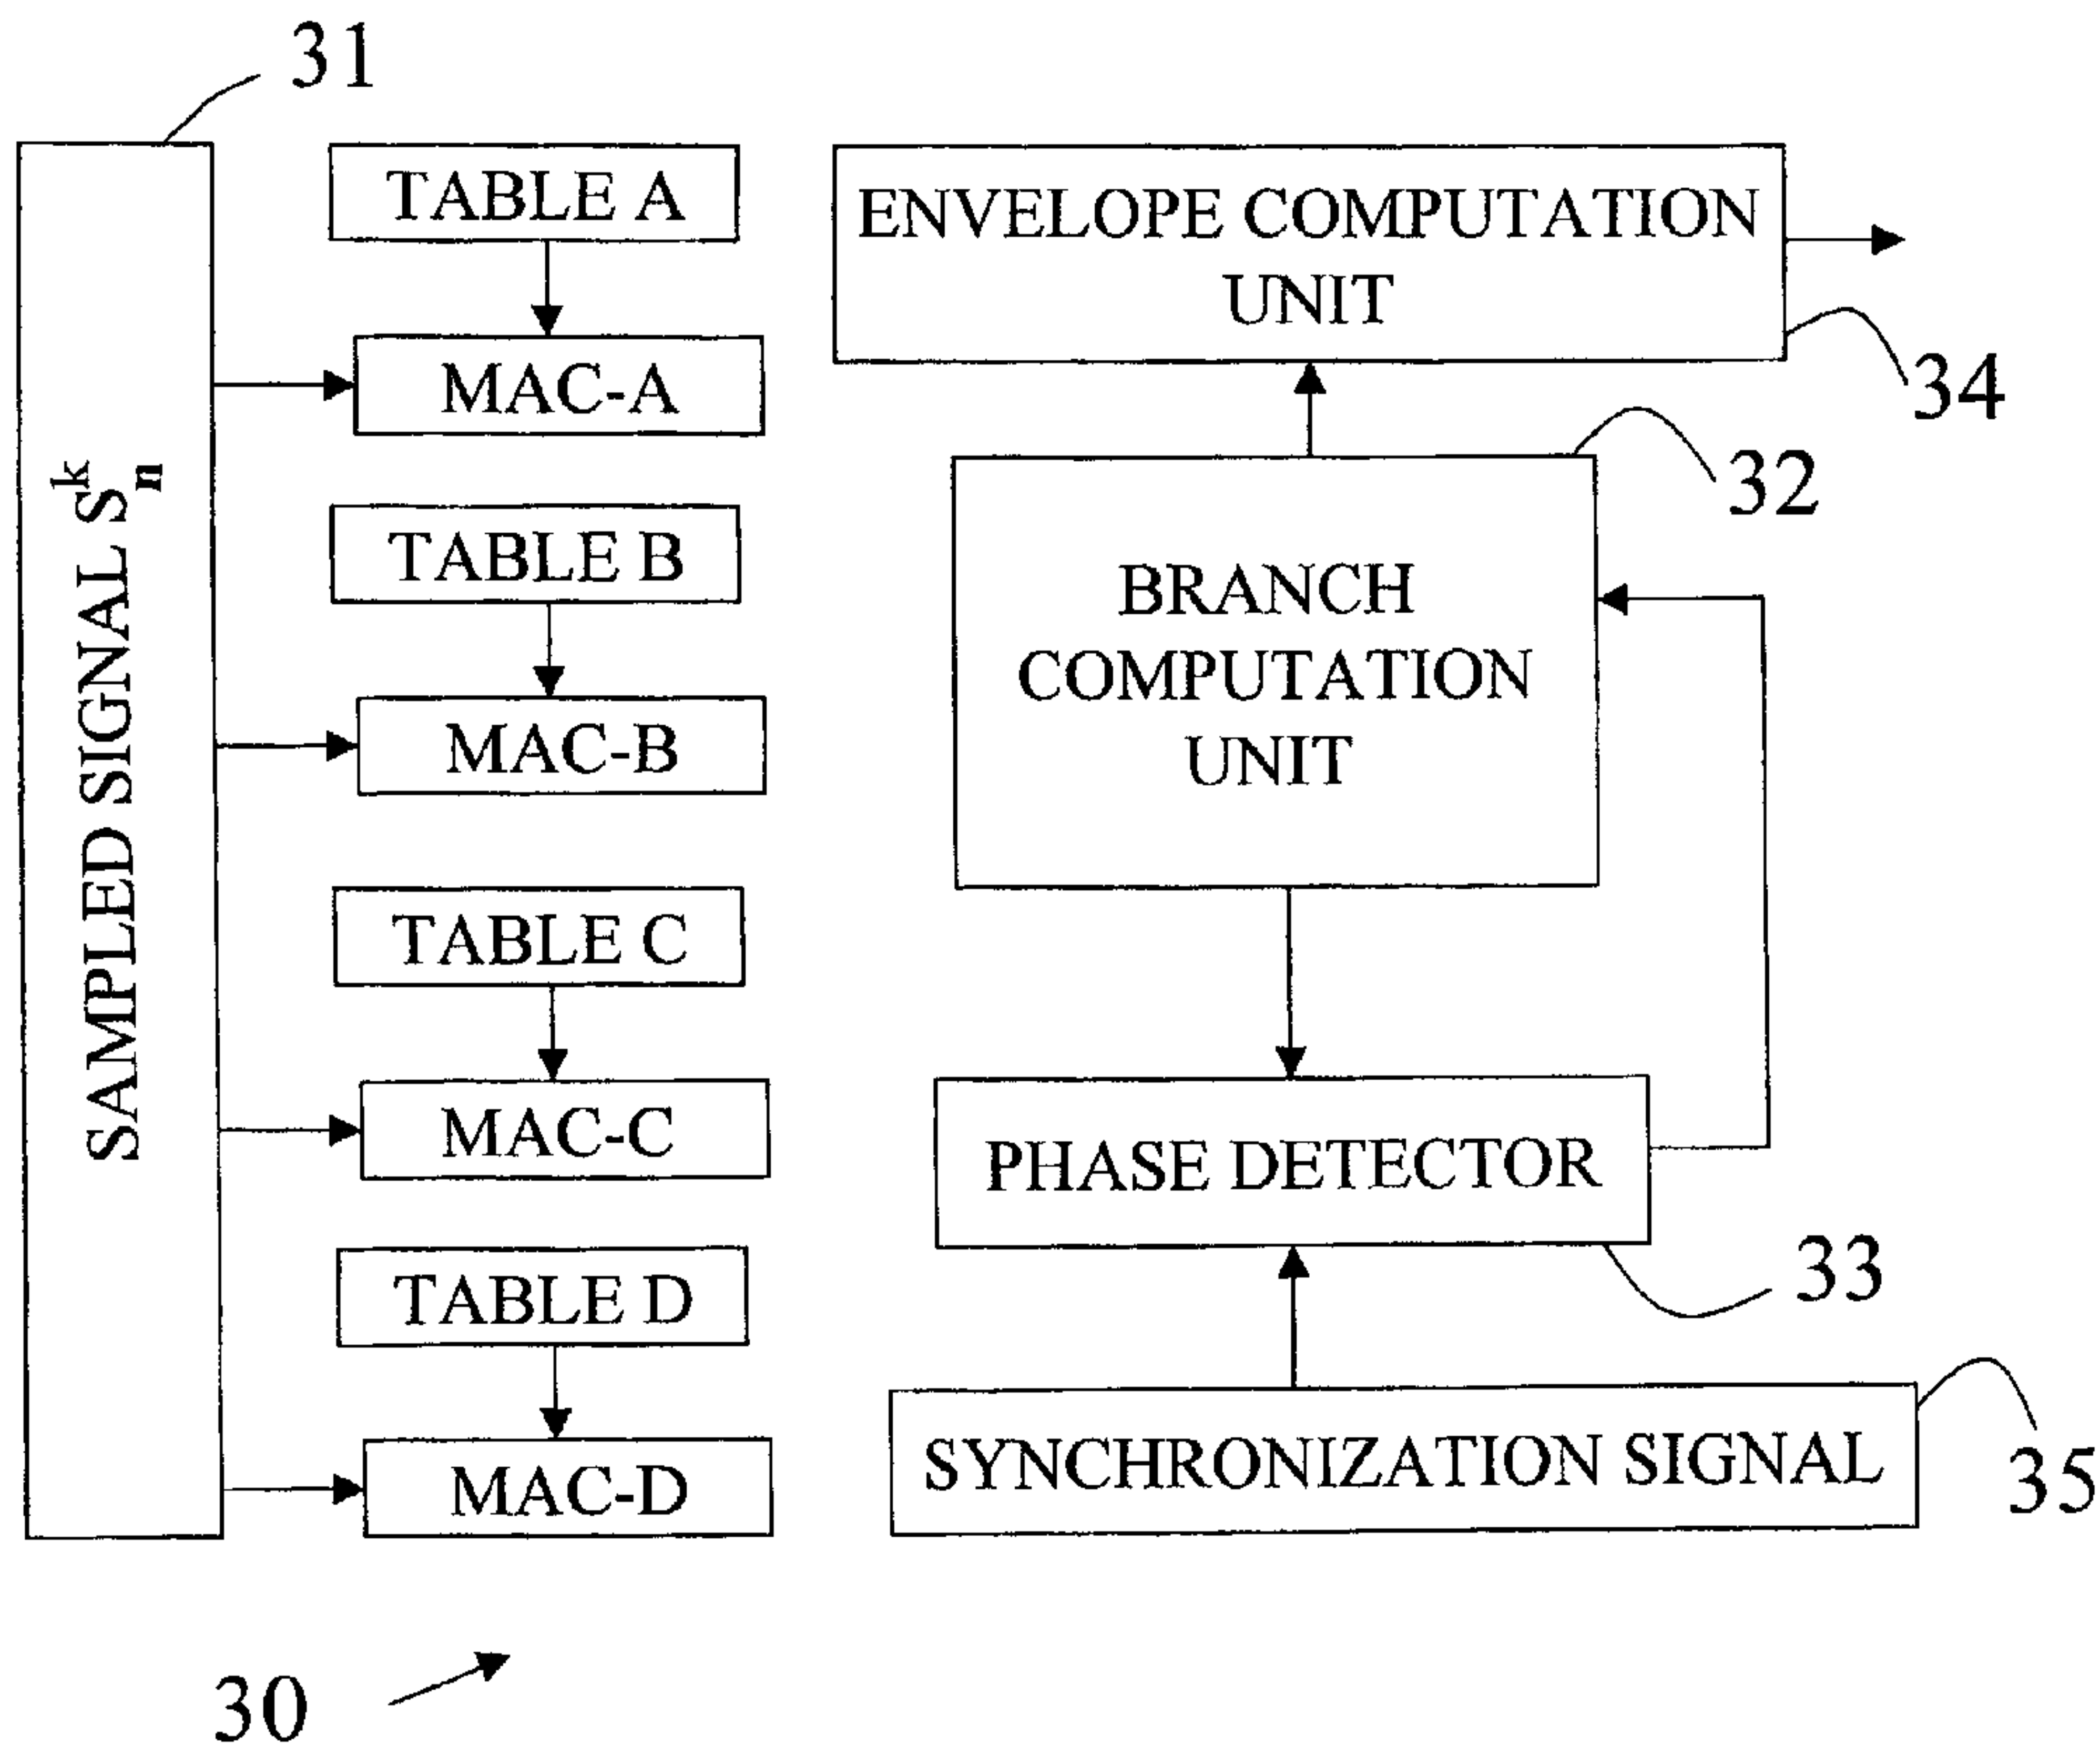 31
SAMPLED SIGNAL S^k_n
TABLE A
MAC-A
TABLE B
MAC-B
TABLE C
MAC-C
TABLE D
MAC-D
ENVELOPE COMPUTATION
UNIT
34
32
BRANCH
COMPUTATION
UNIT
PHASE DETECTOR
33
SYNCHRONIZATION SIGNAL
35
30